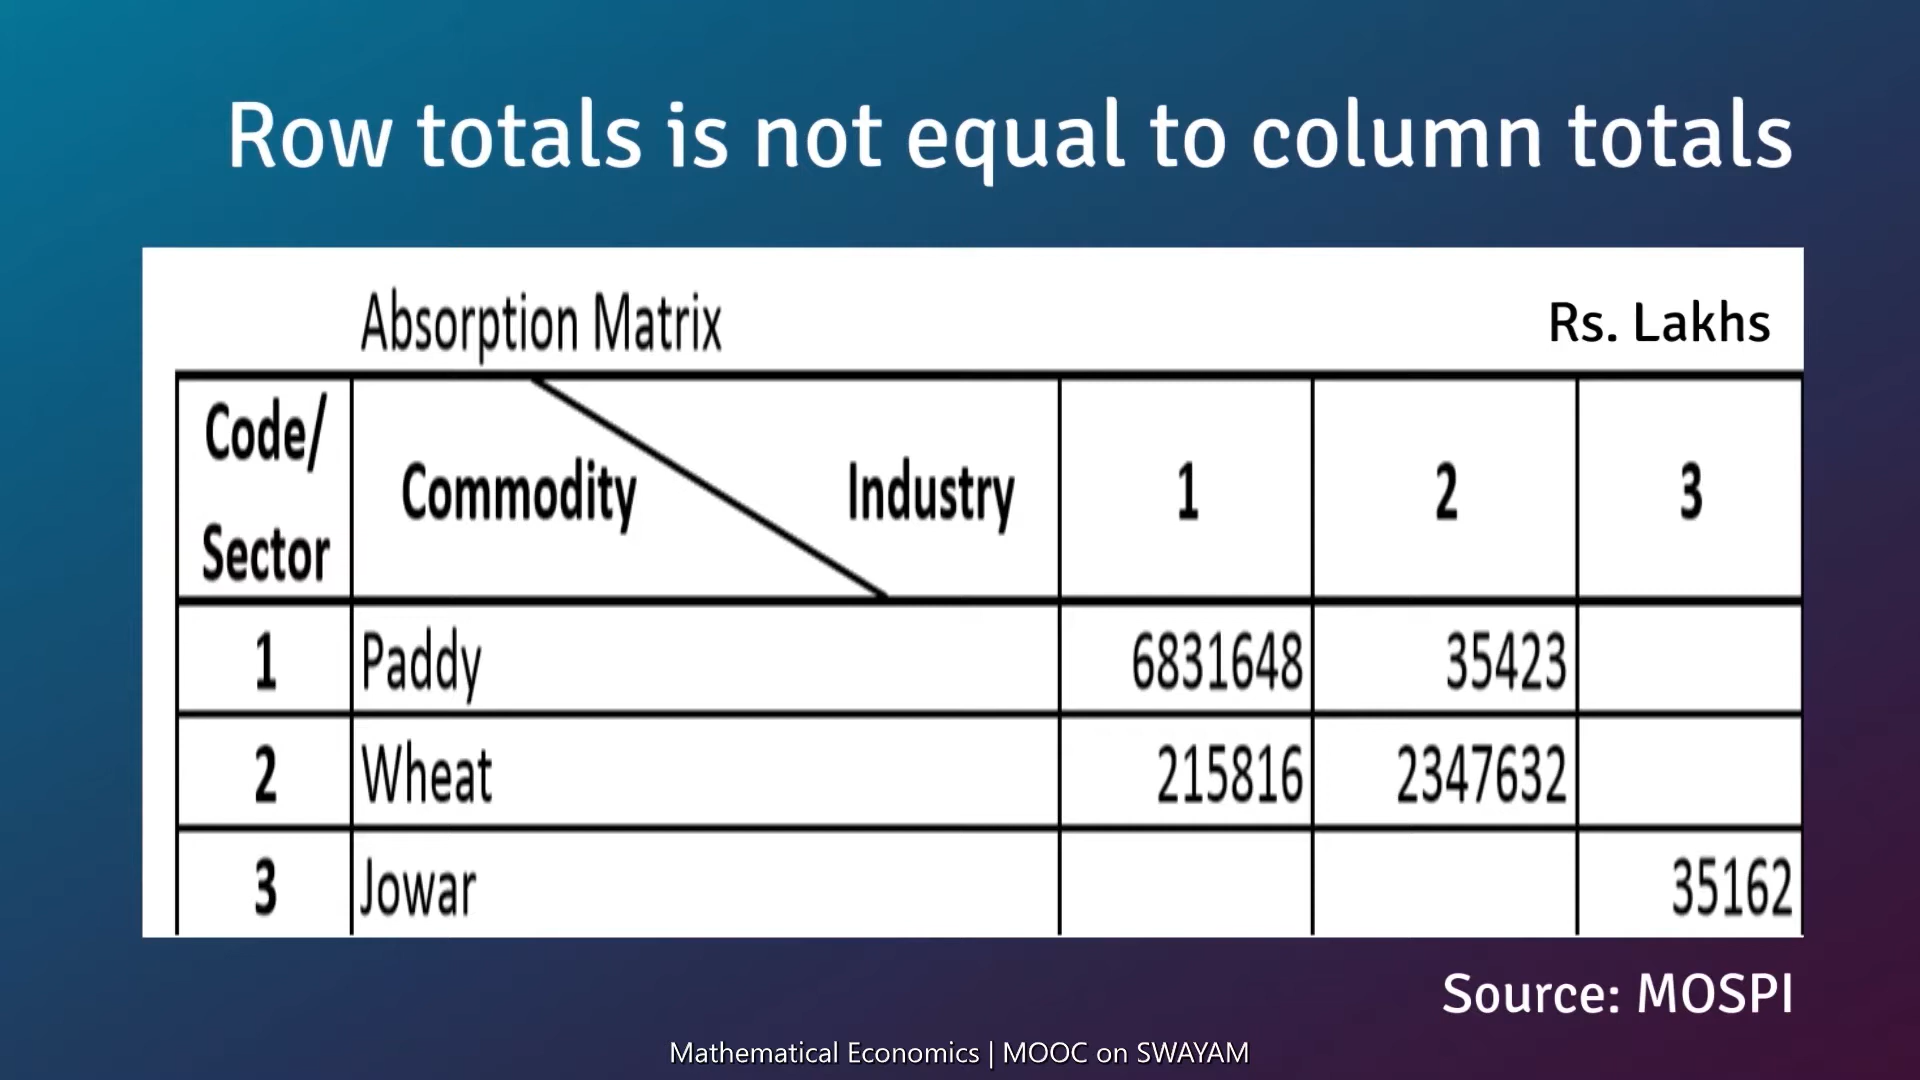 Row totals is not equal to column totals
Absorption Matrix Rs. Lakhs
Code/
Sector Commodity Industry 1 2 3
1 Paddy 6831648 35423
2 Wheat 215816 2347632
3 Jowar 35162
Source: MOSPI
Mathematical Economics | MOOC on SWAYAM